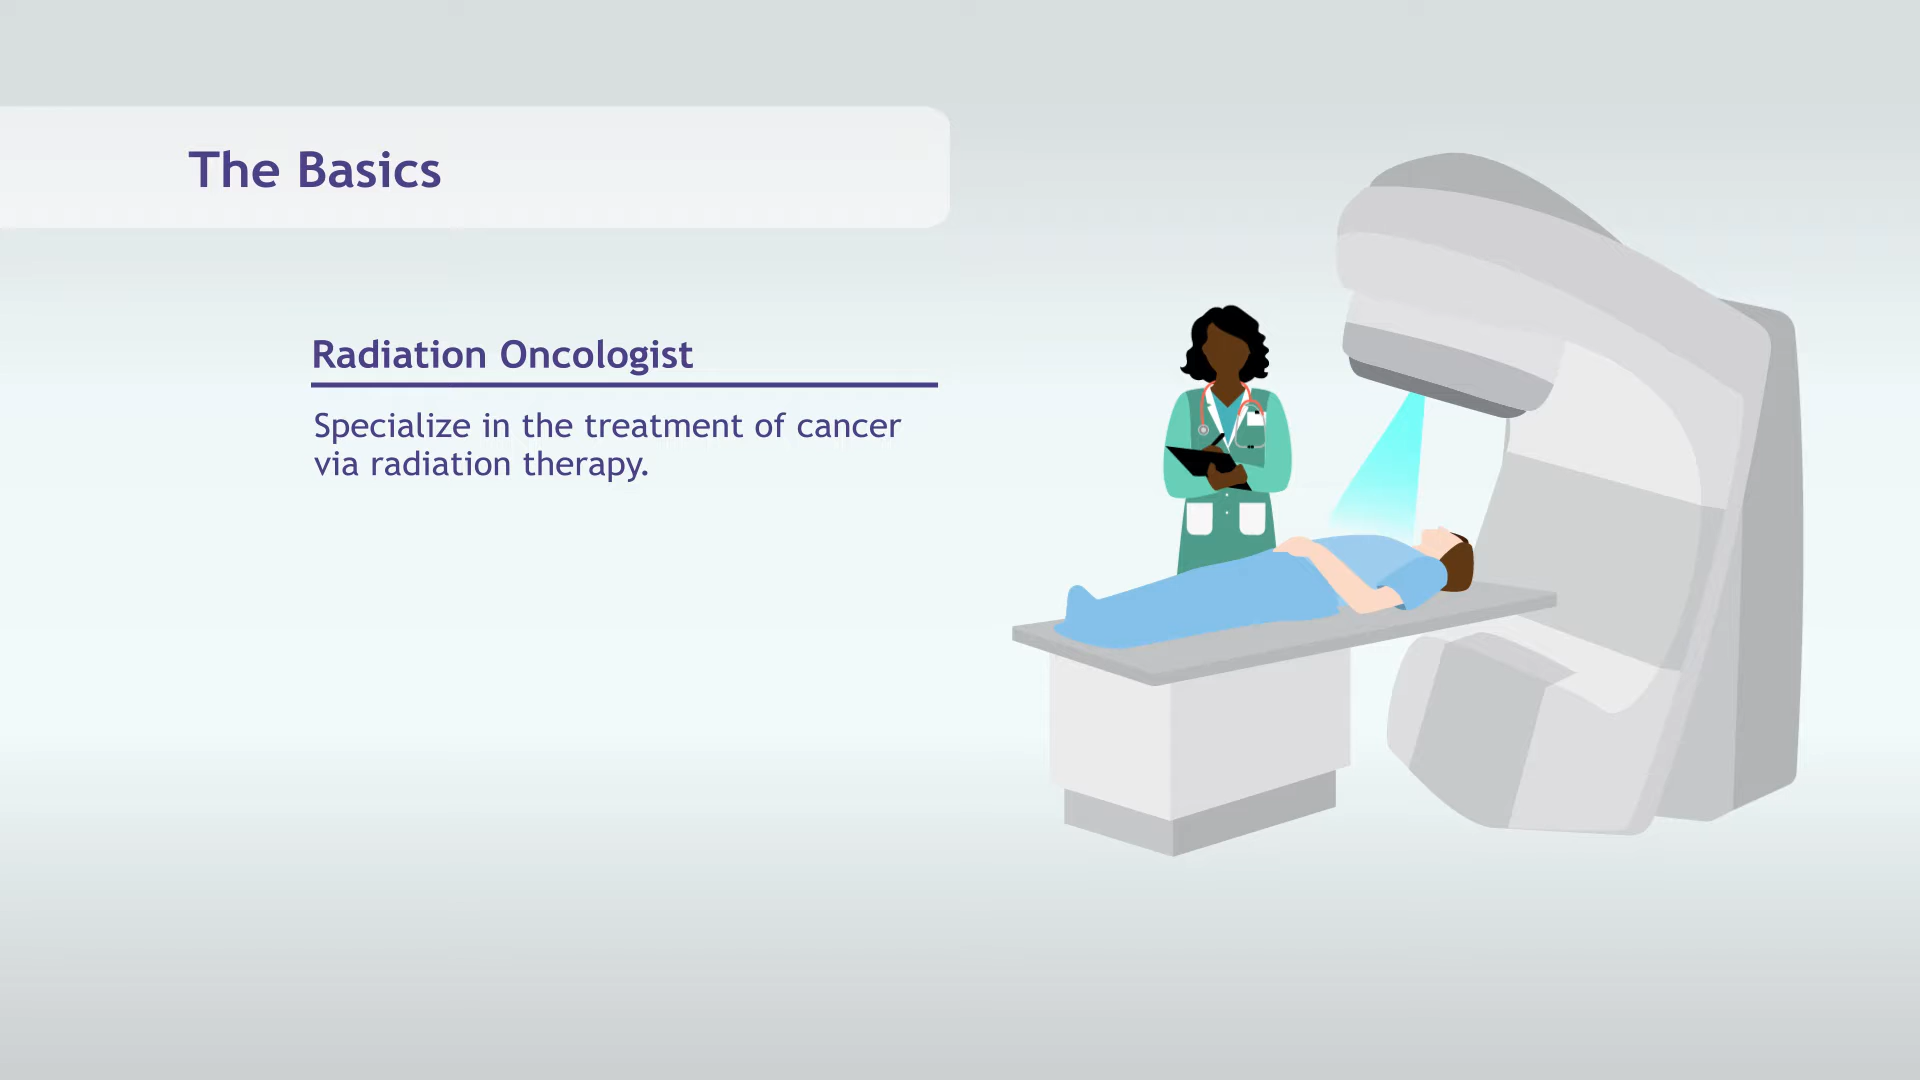 The Basics
Radiation Oncologist
Specialize in the treatment of cancer
via radiation therapy.